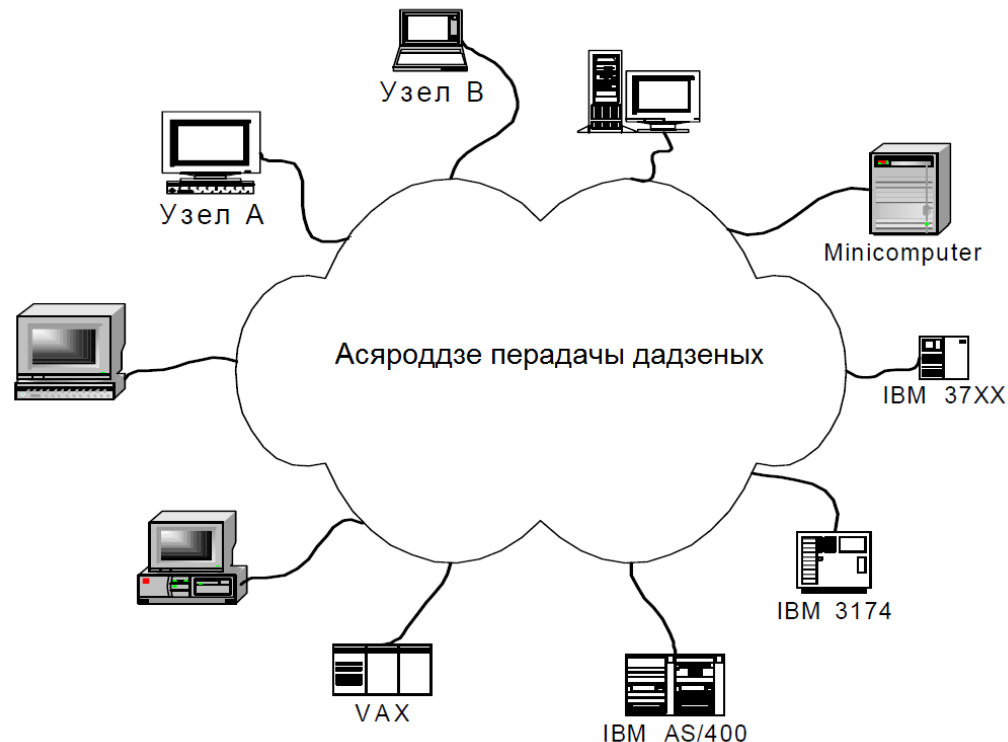 Узел B
Узел A
Minicomputer
Асяроддзе перадачы дадзеных
IBM 37XX
IBM 3174
VAX
IBM AS/400